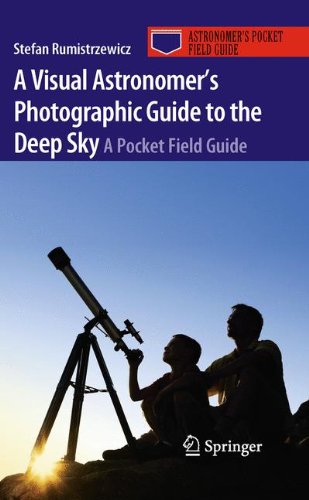 Stefan Rumistrzewicz
ASTRONOMER'S POCKET
FIELD GUIDE
A Visual Astronomer's
Photographic Guide to the
Deep Sky A Pocket Field Guide
Springer